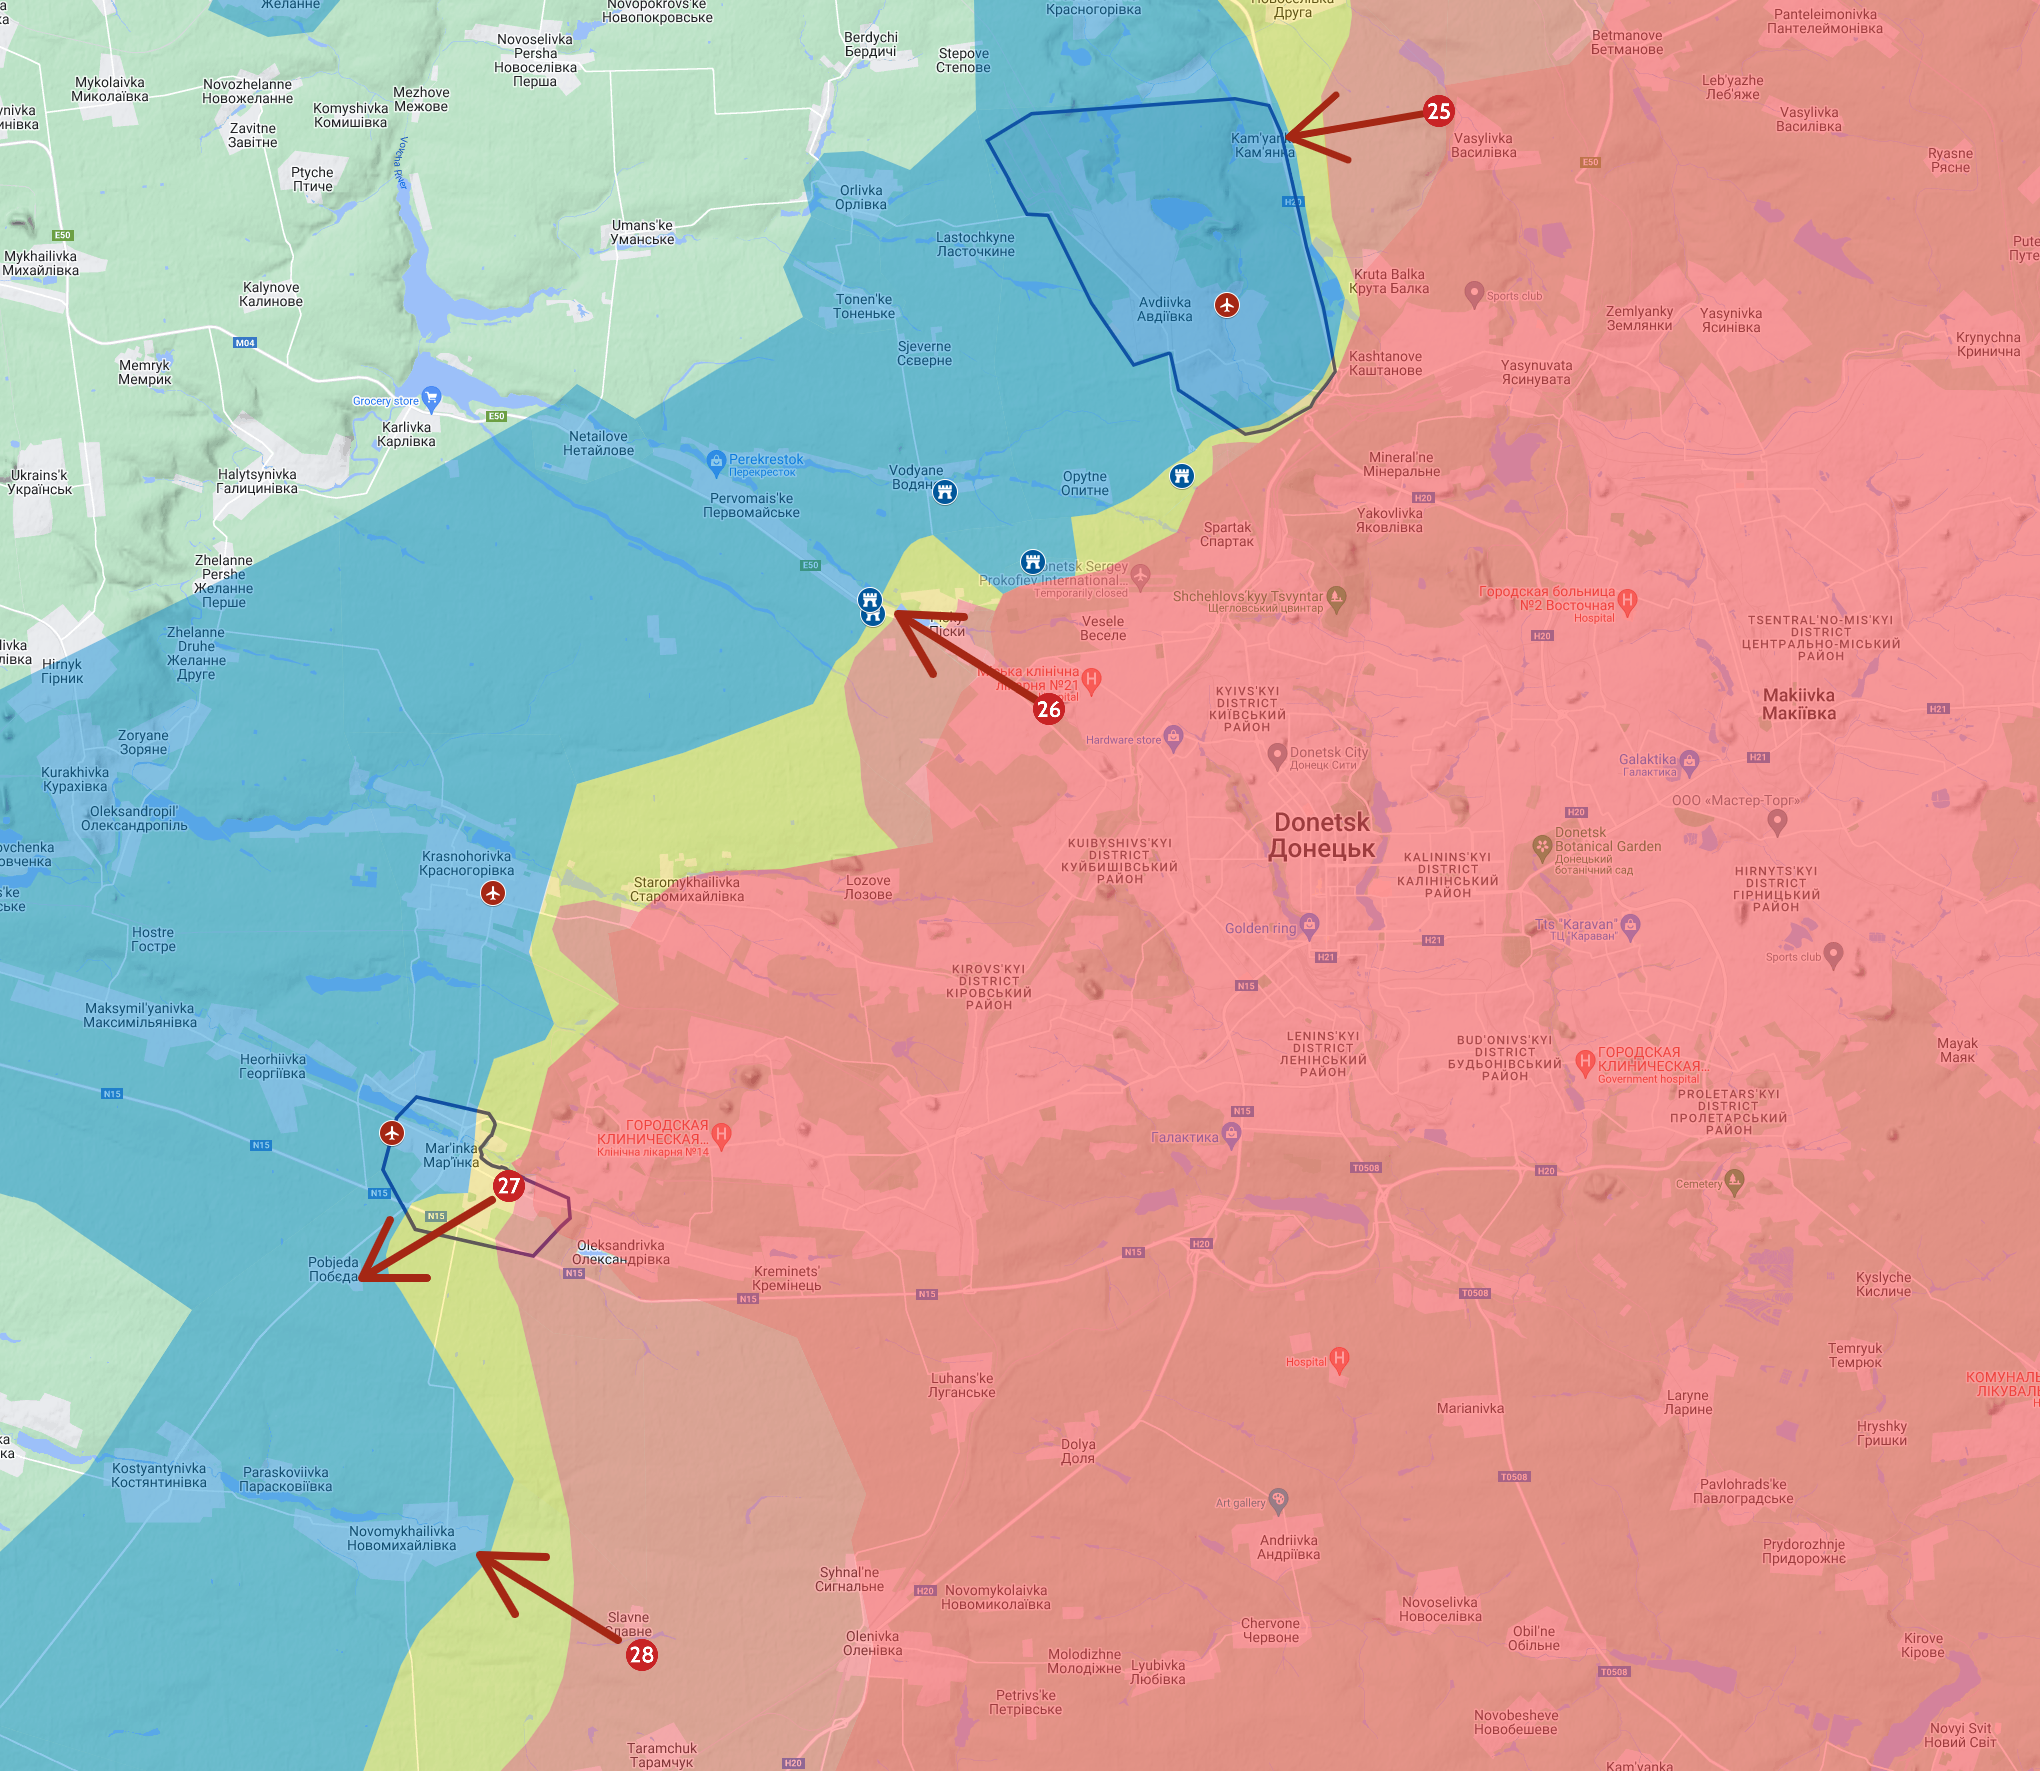 Желанне
Novopokrovs'ke
Новопокровське
Красногорівка
Новоселівка
Друга
Panteleimonivka
Пантелеймонівка
Novoselivka
Persha
Новоселівка
Перша
Berdychi
Бердичі
Stepove
Степове
Betmanove
Бетманове
Mykolaivka
Миколаївка
Novozhelanne
Новожеланне
Mezhove
Межове
Komyshivka
Комишівка
Leb'yazhe
Леб'яже
Vasylivka
Василівка
Zavitne
Завітне
25
Kam'yanka
Кам'янка
Vasylivka
Василівка
E50
Ryasne
Рясне
Ptyche
Птиче
Vovcha River
Orlivka
Орлівка
H20
Uman​s'ke
Уманське
Lastochkyne
Ласточкине
E50
Mykhailivka
Михайлівка
Kalynove
Калинове
Tonen'ke
Тоненьке
Avdiivka
Авдіївка
Kruta Balka
Крута Балка
Sports club
Zemlyanky
Землянки
Yasynivka
Ясинівка
M04
Sjeverne
Сєверне
Krynychna
Кринична
Memryk
Мемрик
Kashtanove
Каштанове
Yasynuvata
Ясинувата
Grocery store
E50
Karlivka
Карлівка
Netailove
Нетайлове
Perekrestok
Перекресток
Mineral'ne
Мінеральне
Ukrains'k
Українськ
Halytsynivka
Галицинівка
Vodyane
Водяне
Opytne
Опитне
H20
Pervomais'ke
Первомайське
Yakovlivka
Яковлівка
Spartak
Спартак
Zhelanne
Pershe
Желанне
Перше
E50
Donetsk Sergey
Prokofiev International...
Temporarily closed
Shchehlovs'kyy Tsvyntar
Щегловський цвинтар
Городская больница
№2 Восточная
Hospital
Vesele
Веселе
Піски
H20
TSENTRAL'NO-MIS'KYI
DISTRICT
ЦЕНТРАЛЬНО-МІСЬКИЙ
РАЙОН
Zhelanne
Druhe
Желанне
Друге
Hirnyk
Гірник
Міська клінічна
лікарня №21
Hospital
26
KYIVS'KYI
DISTRICT
КИЇВСЬКИЙ
РАЙОН
Makiivka
Макіївка
H21
Zoryane
Зоряне
Hardware store
Donetsk City
Донецк Сити
Galaktika
Галактика
H21
Kurakhivka
Курахівка
Oleksandropil'
Олександропіль
ООО «Мастер-Торг»
H20
Donetsk
Донецьк
Donetsk
Botanical Garden
Донецький
ботанічний сад
Krasnohorivka
Красногорівка
KUIBYSHIVS'KYI
DISTRICT
КУЙБИШІВСЬКИЙ
РАЙОН
KALININS'KYI
DISTRICT
КАЛІНІНСЬКИЙ
РАЙОН
HIRNYTS'KYI
DISTRICT
ГІРНИЦЬКИЙ
РАЙОН
Staromykhailivka
Старомихайлівка
Lozove
Лозове
Hostre
Гостре
Golden ring
H21
H21
Tts "Karavan"
ТЦ "Караван"
Sports club
KIROVS'KYI
DISTRICT
КІРОВСЬКИЙ
РАЙОН
N15
Maksymil'yanivka
Максимільянівка
LENINS'KYI
DISTRICT
ЛЕНІНСЬКИЙ
РАЙОН
BUD'ONIVS'KYI
DISTRICT
БУДЬОНІВСЬКИЙ
РАЙОН
ГОРОДСКАЯ
КЛИНИЧЕСКАЯ...
Government hospital
Mayak
Маяк
Heorhiivka
Георгіївка
N15
PROLETARS'KYI
DISTRICT
ПРОЛЕТАРСЬКИЙ
РАЙОН
N15
ГОРОДСКАЯ
КЛИНИЧЕСКАЯ...
Клінічна лікарня №14
Галактика
N15
Mar'inka
Мар'їнка
T0508
H20
Cemetery
27
N15
N15
Oleksandrivka
Олександрівка
N15
H20
Pobjeda
Побєда
N15
Kreminets'
Кремінець
N15
N15
T0508
Kyslyche
Кисличе
Hospital
Temryuk
Темрюк
Luhans'ke
Луганське
Marianivka
Laryne
Ларине
Hryshky
Гришки
Dolya
Доля
Kostyantynivka
Костянтинівка
Paraskoviivka
Парасковіївка
T0508
Pavlohrads'ke
Павлоградське
Art gallery
Novomykhailivka
Новомихайлівка
Andriivka
Андріївка
Prydorozhnje
Придорожнє
Syhnal'ne
Сигнальне
H20
Novomykolaivka
Новомиколаївка
Novoselivka
Новоселівка
Slavne
Славне
28
Olenivka
Оленівка
Chervone
Червоне
Obil'ne
Обільне
Kirove
Кірове
Molodizhne
Молодіжне
Lyubivka
Любівка
T0508
Petrivs'ke
Петрівське
Novobesheve
Новобешеве
Novyi Svit
Новий Світ
Taramchuk
Тарамчук
H20
Kam'yanka